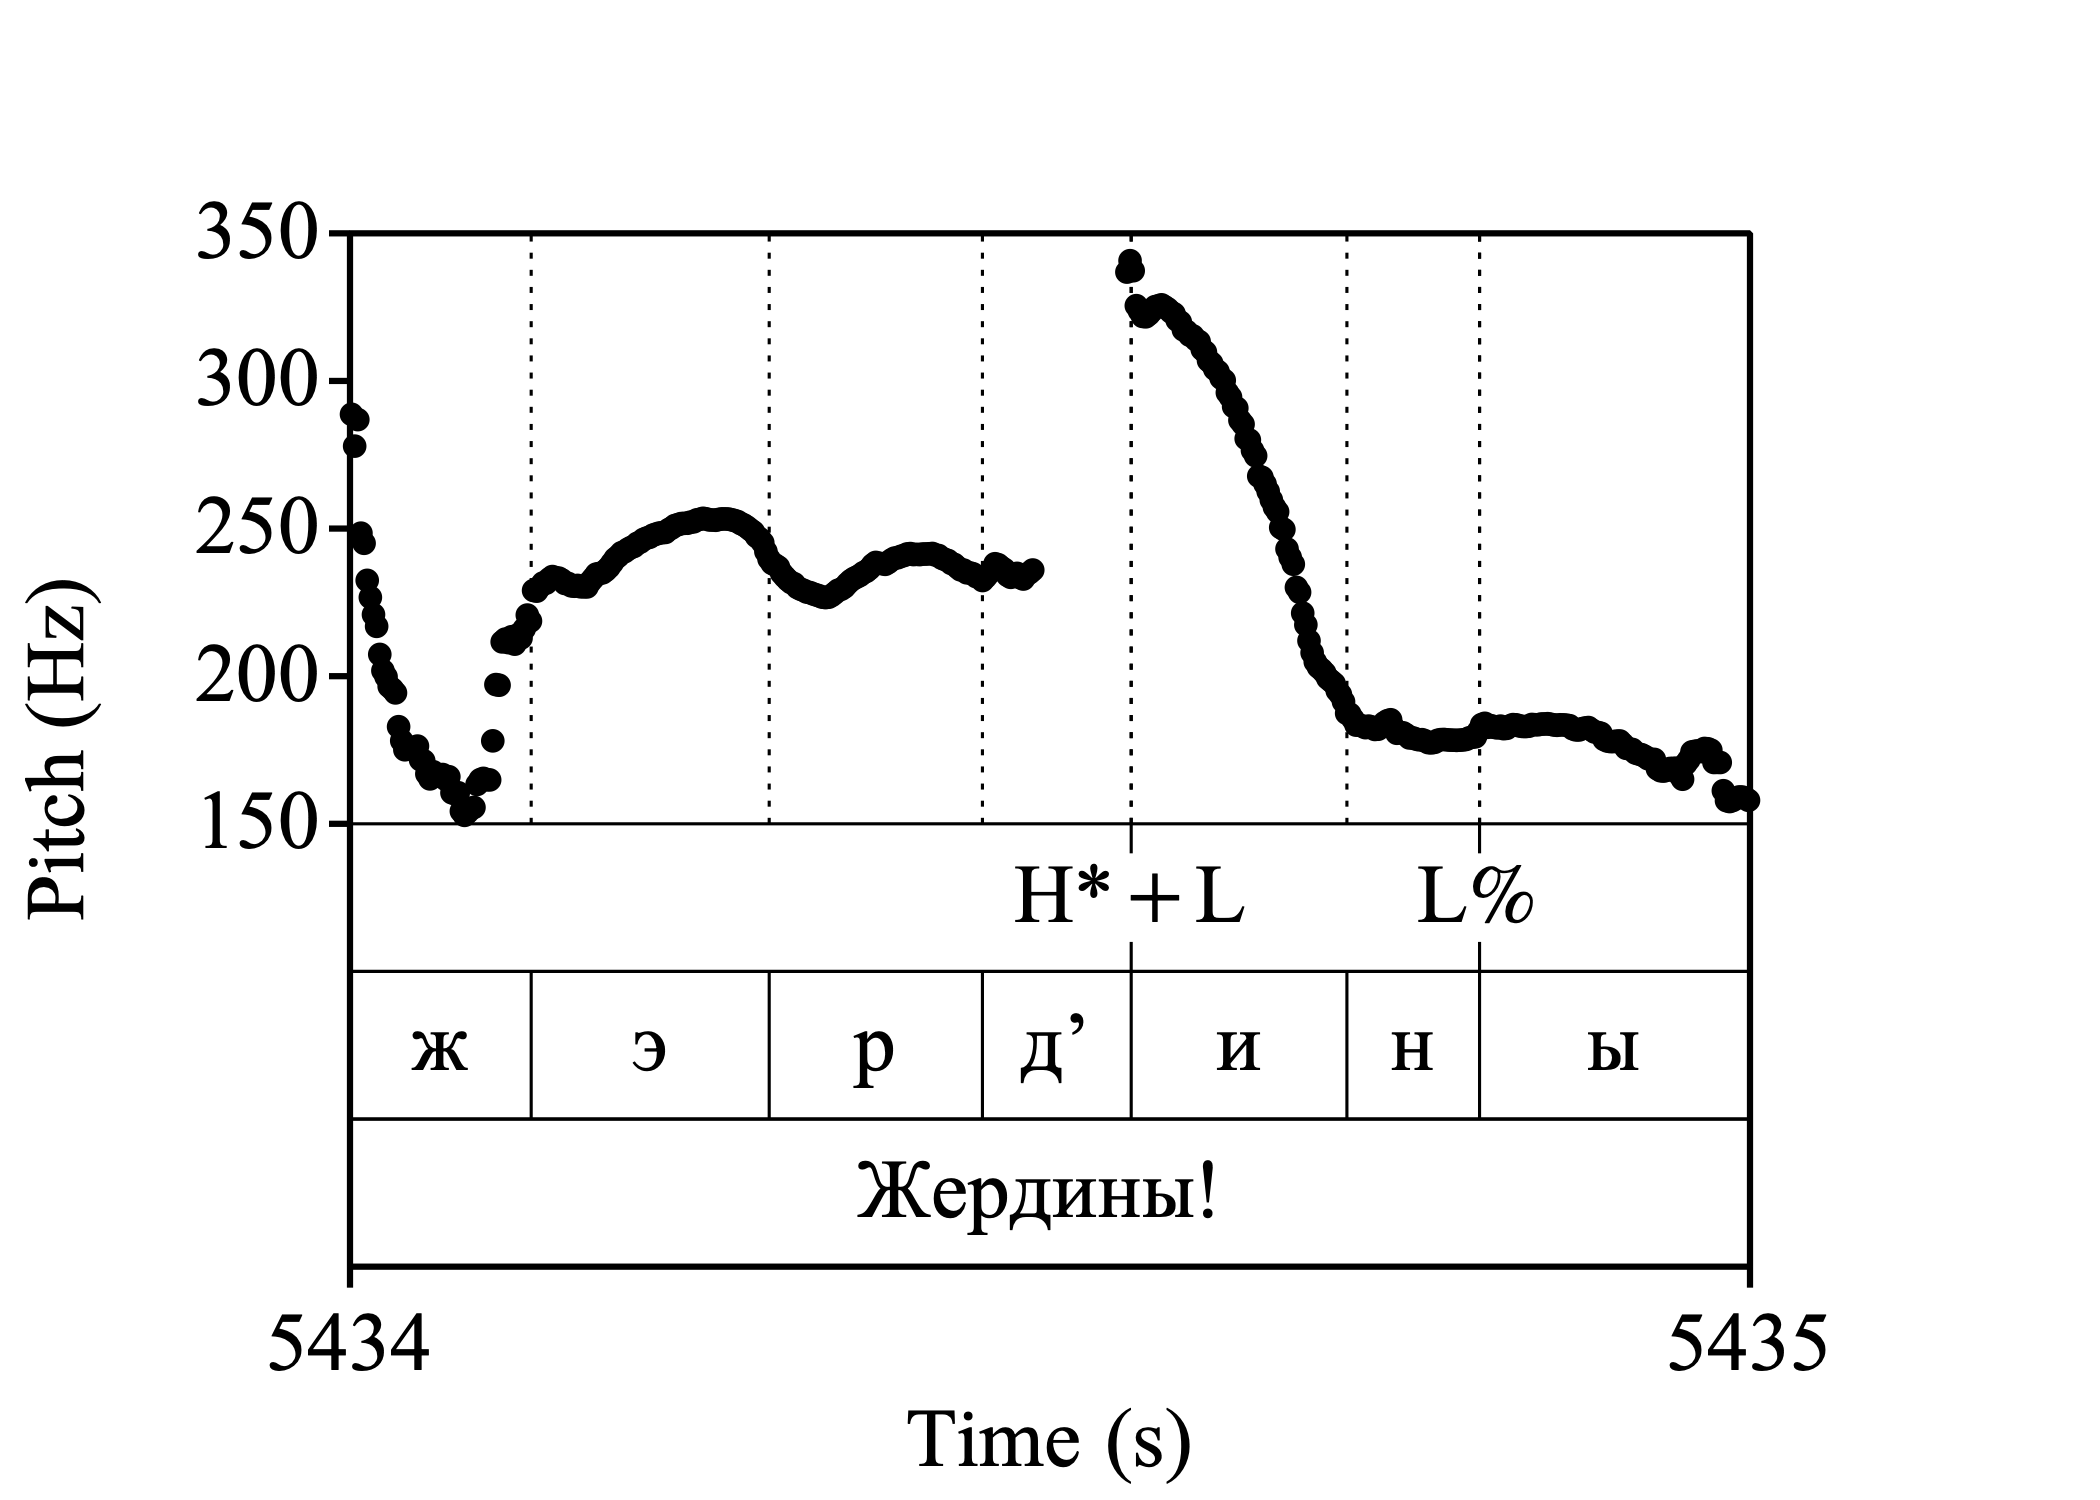 Pitch (Hz)
350
300
250
200
150
H* + L L%
ж э р д’ и н ы
Жердины!
5434 5435
Time (s)